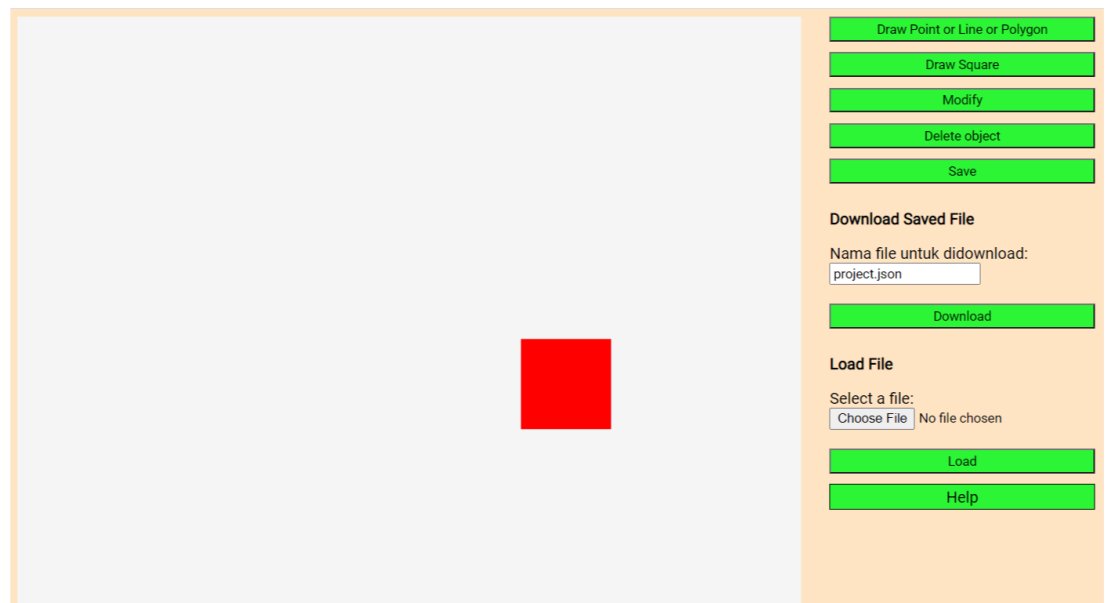 Draw Point or Line or Polygon
Draw Square
Modify
Delete object
Save
Download Saved File
Nama file untuk didownload:
project.json
Download
Load File
Select a file:
Choose File No file chosen
Load
Help